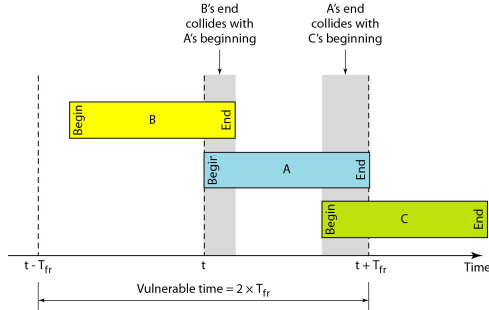 B's end
collides with
A's beginning
A's end
collides with
C's beginning
Begin
B
End
Begin
A
End
Begin
C
End
t - Tfr
t
t + Tfr
Time
Vulnerable time = 2 × Tfr